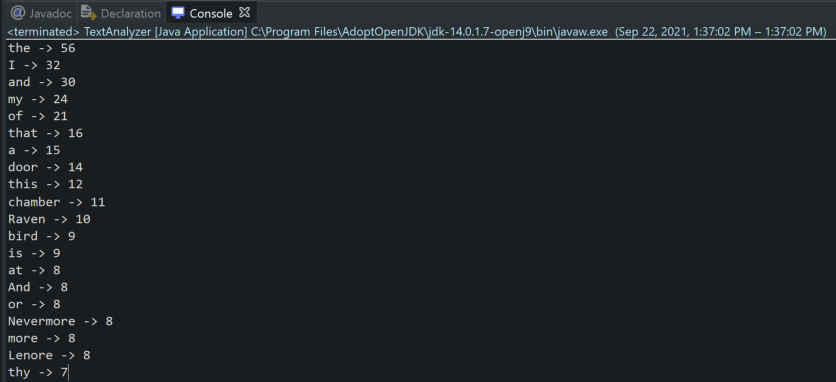 Javadoc Declaration Console
<terminated> TextAnalyzer [Java Application] C:\Program Files\AdoptOpenJDK\jdk-14.0.1.7-openj9\bin\javaw.exe (Sep 22, 2021, 1:37:02 PM – 1:37:02 PM)
the -> 56
I -> 32
and -> 30
my -> 24
of -> 21
that -> 16
a -> 15
door -> 14
this -> 12
chamber -> 11
Raven -> 10
bird -> 9
is -> 9
at -> 8
And -> 8
or -> 8
Nevermore -> 8
more -> 8
Lenore -> 8
thy -> 7